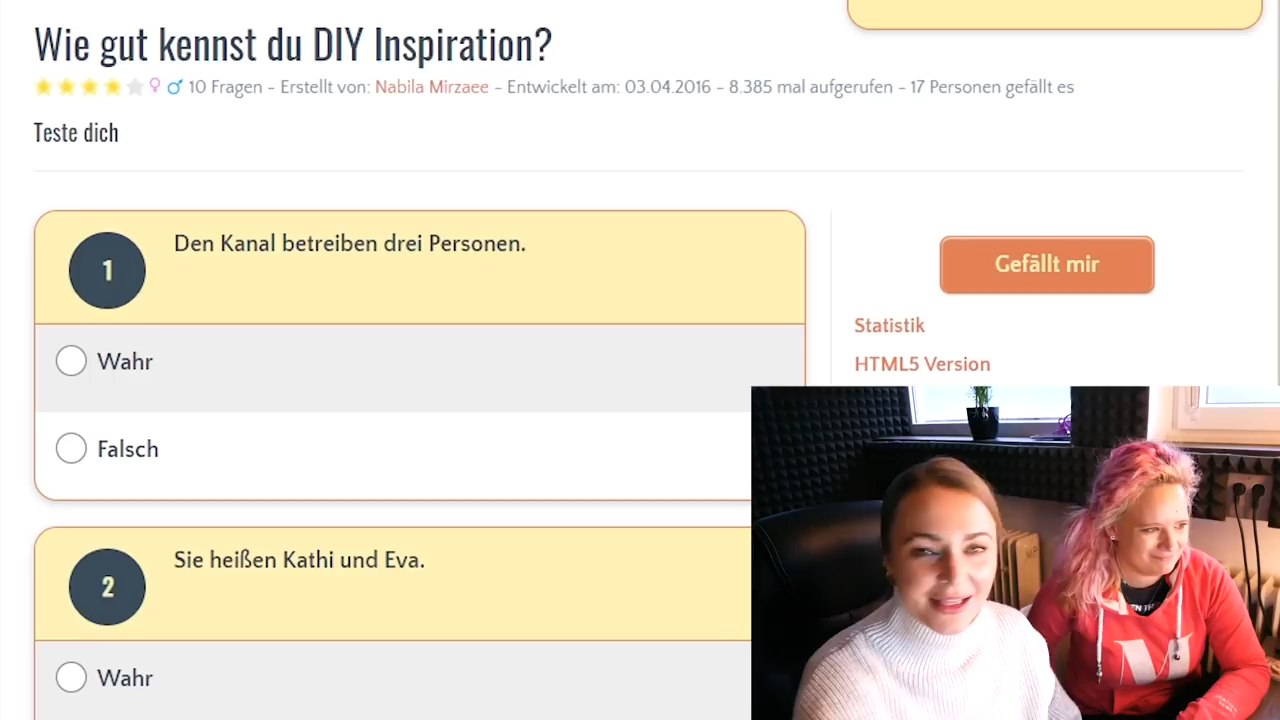 Wie gut kennst du DIY Inspiration?
10 Fragen - Erstellt von: Nabila Mirzaee - Entwickelt am: 03.04.2016 - 8.385 mal aufgerufen - 17 Personen gefällt es
Teste dich
1
Den Kanal betreiben drei Personen.
Wahr
Falsch
Gefällt mir
Statistik
HTML5 Version
2
Sie heißen Kathi und Eva.
Wahr
M